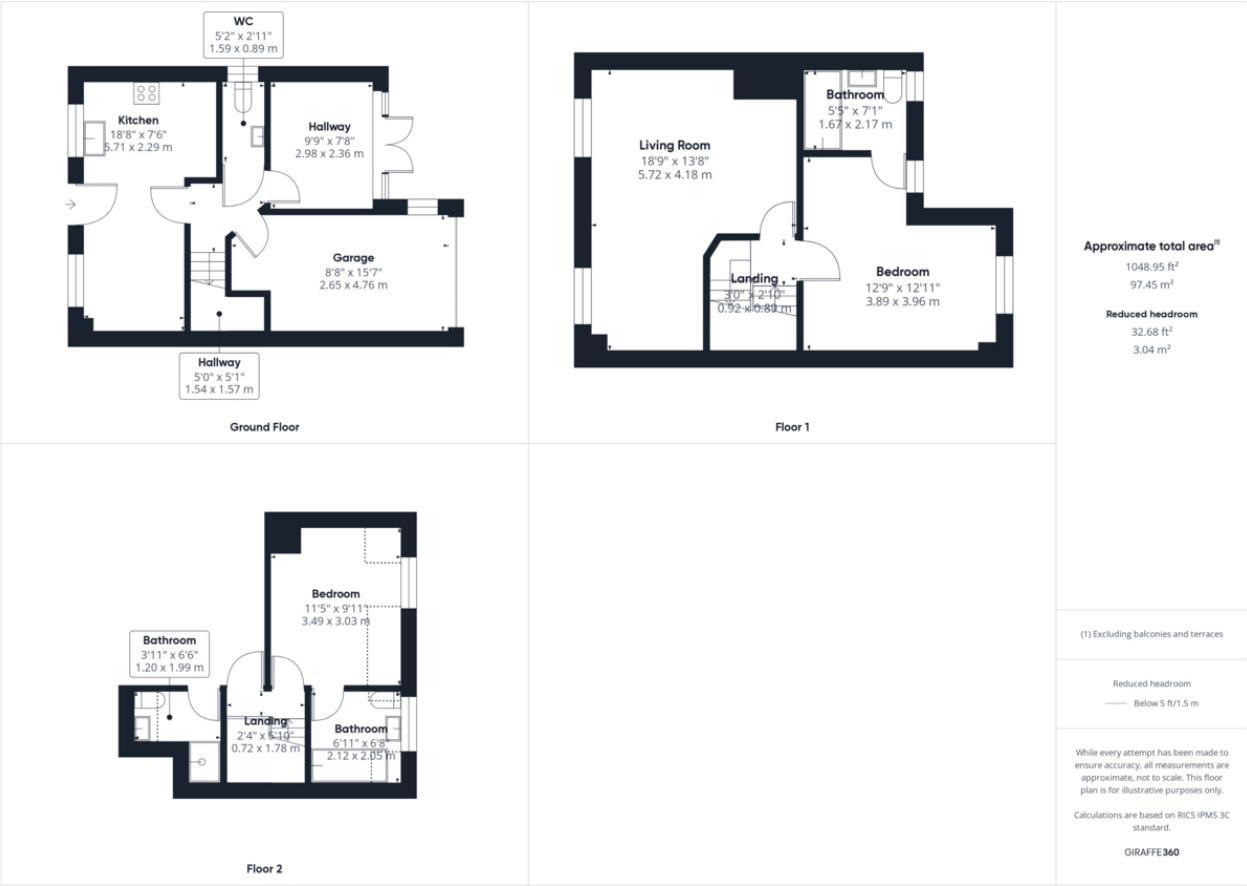 WC
5'2" x 2'11"
1.59 x 0.89 m
Kitchen
18'8" x 7'6"
5.71 x 2.29 m
Hallway
9'9" x 7'8"
2.98 x 2.36 m
Garage
8'8" x 15'7"
2.65 x 4.76 m
Hallway
5'0" x 5'1"
1.54 x 1.57 m
Ground Floor
Living Room
18'9" x 13'8"
5.72 x 4.18 m
Bathroom
5'5" x 7'1"
1.67 x 2.17 m
Landing
3'0" x 2'10"
0.92 x 0.89 m
Bedroom
12'9" x 12'11"
3.89 x 3.96 m
Floor 1
Bedroom
11'5" x 9'11"
3.49 x 3.03 m
Bathroom
3'11" x 6'6"
1.20 x 1.99 m
Landing
2'4" x 5'10"
0.72 x 1.78 m
Bathroom
6'11" x 6'8"
2.12 x 2.05 m
Floor 2
Approximate total area(1)
1048.95 ft²
97.45 m²
Reduced headroom
32.68 ft²
3.04 m²
(1) Excluding balconies and terraces
Reduced headroom
Below 5 ft/1.5 m
While every attempt has been made to
ensure accuracy, all measurements are
approximate, not to scale. This floor
plan is for illustrative purposes only.
Calculations are based on RICS IPMS 3C
standard.
GIRAFFE360